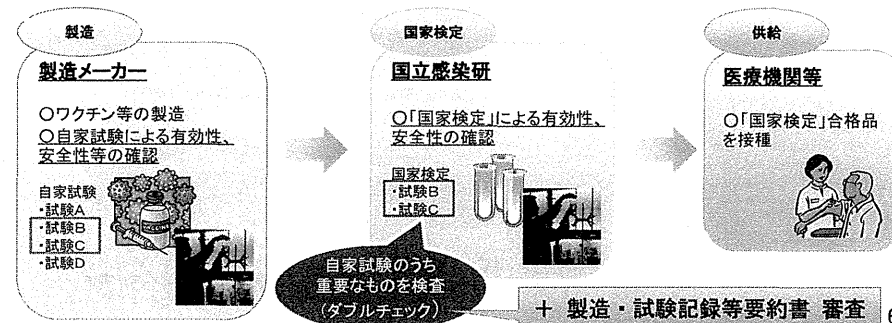 製造
製造メーカー
○ワクチン等の製造
○自家試験による有効性、
安全性等の確認
自家試験
・試験A
・試験B
・試験C
・試験D
国家検定
国立感染研
○「国家検定」による有効性、
安全性の確認
国家検定
・試験B
・試験C
自家試験のうち
重要なものを検査
(ダブルチェック)
+ 製造・試験記録等要約書 審査
供給
医療機関等
○「国家検定」合格品
を接種